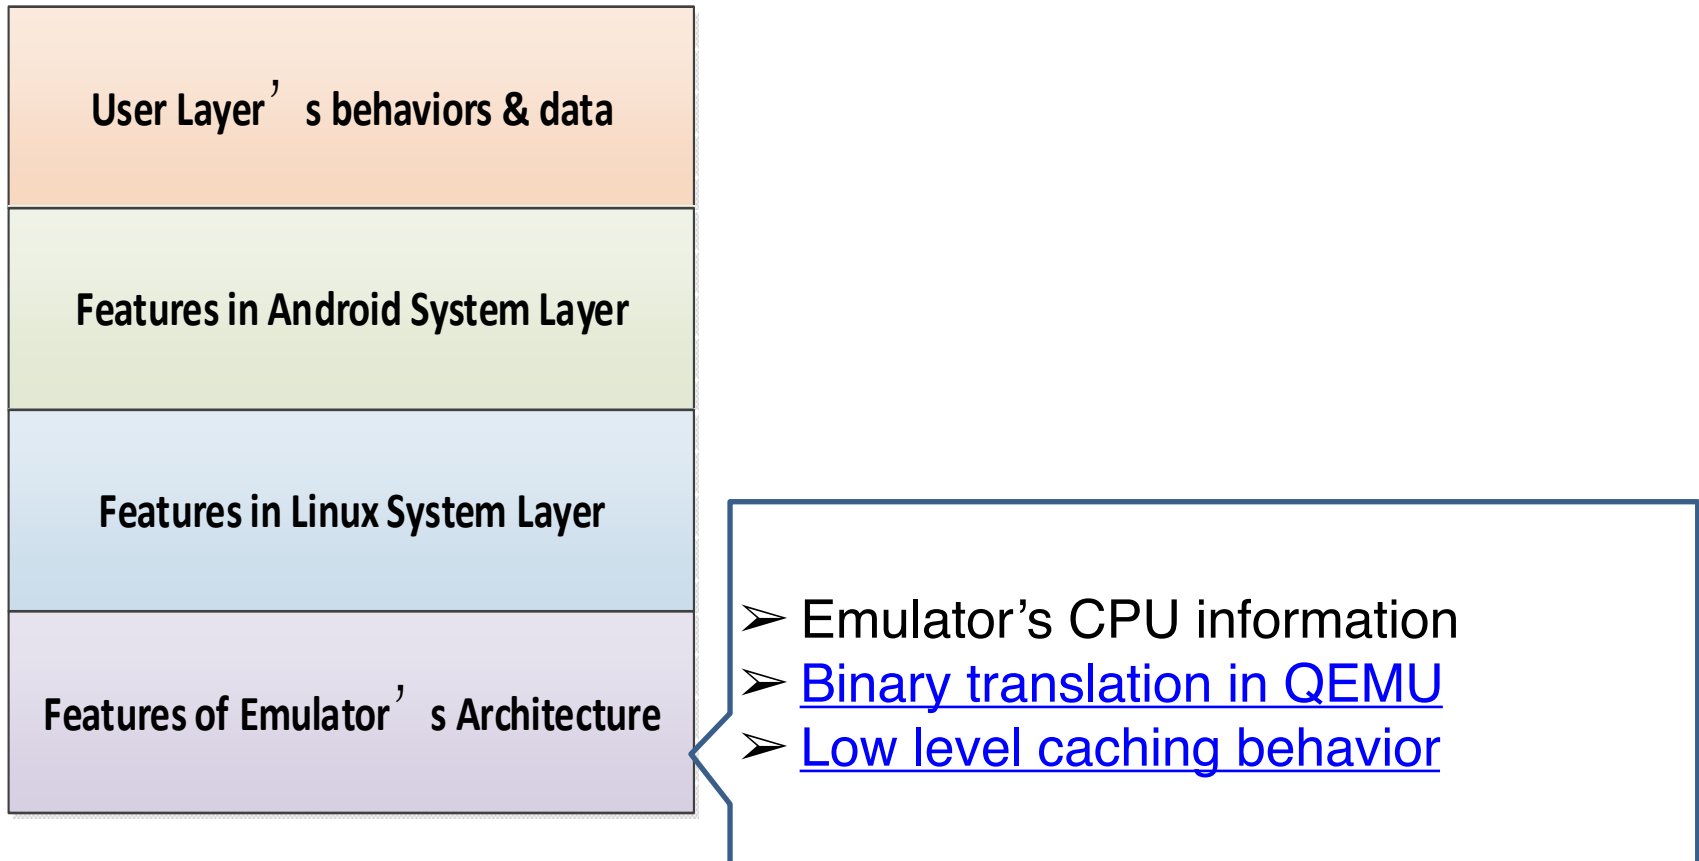 User Layer’ s behaviors & data
Features in Android System Layer
Features in Linux System Layer
Features of Emulator’ s Architecture
➢ Emulator’s CPU information
➢ Binary translation in QEMU
➢ Low level caching behavior